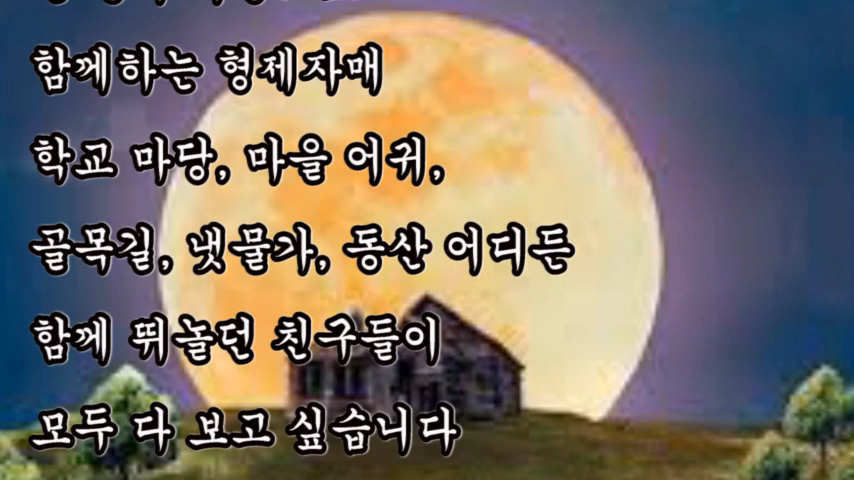 함께하는 형제자매
학교 마당, 마을 어귀,
골목길, 냇물가, 동산 어디든
함께 뛰놀던 친구들이
모두 다 보고 싶습니다